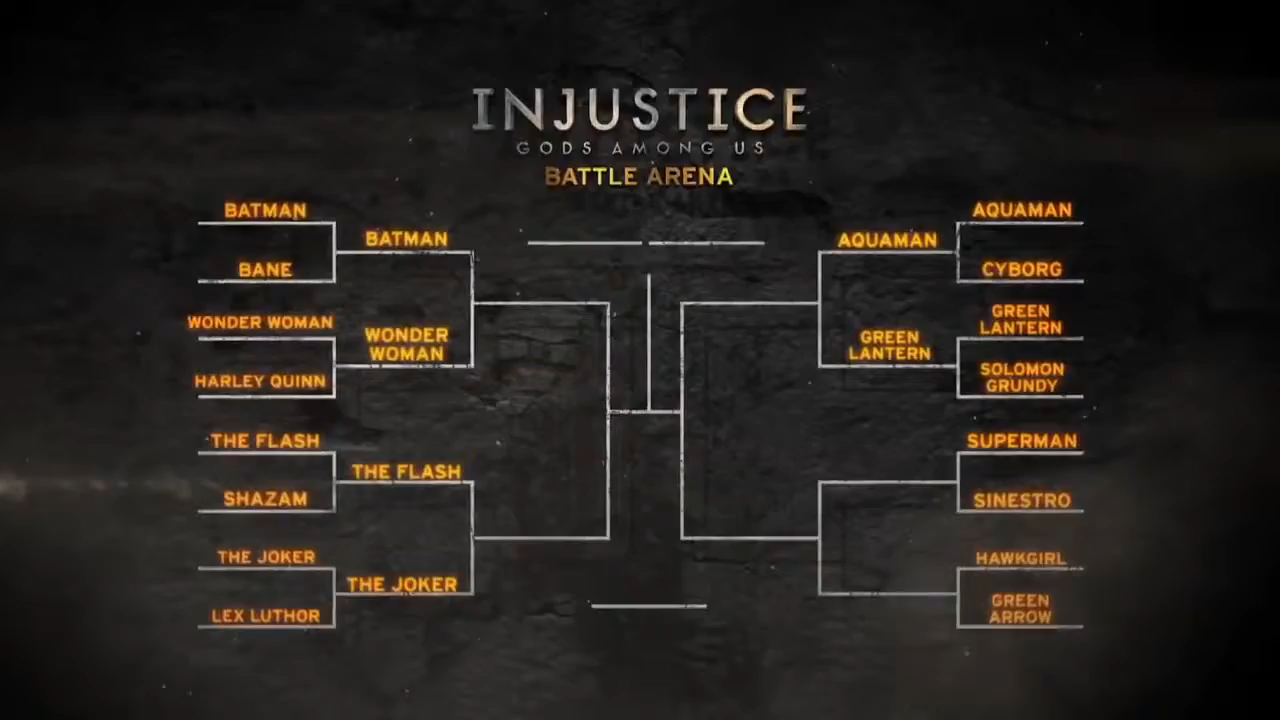 INJUSTICE
GODS AMONG US
BATTLE ARENA
BATMAN
BANE
WONDER WOMAN
HARLEY QUINN
THE FLASH
SHAZAM
THE JOKER
LEX LUTHOR
BATMAN
WONDER
WOMAN
THE FLASH
THE JOKER
AQUAMAN
GREEN
LANTERN
AQUAMAN
CYBORG
GREEN
LANTERN
SOLOMON
GRUNDY
SUPERMAN
SINESTRO
HAWKGIRL
GREEN
ARROW